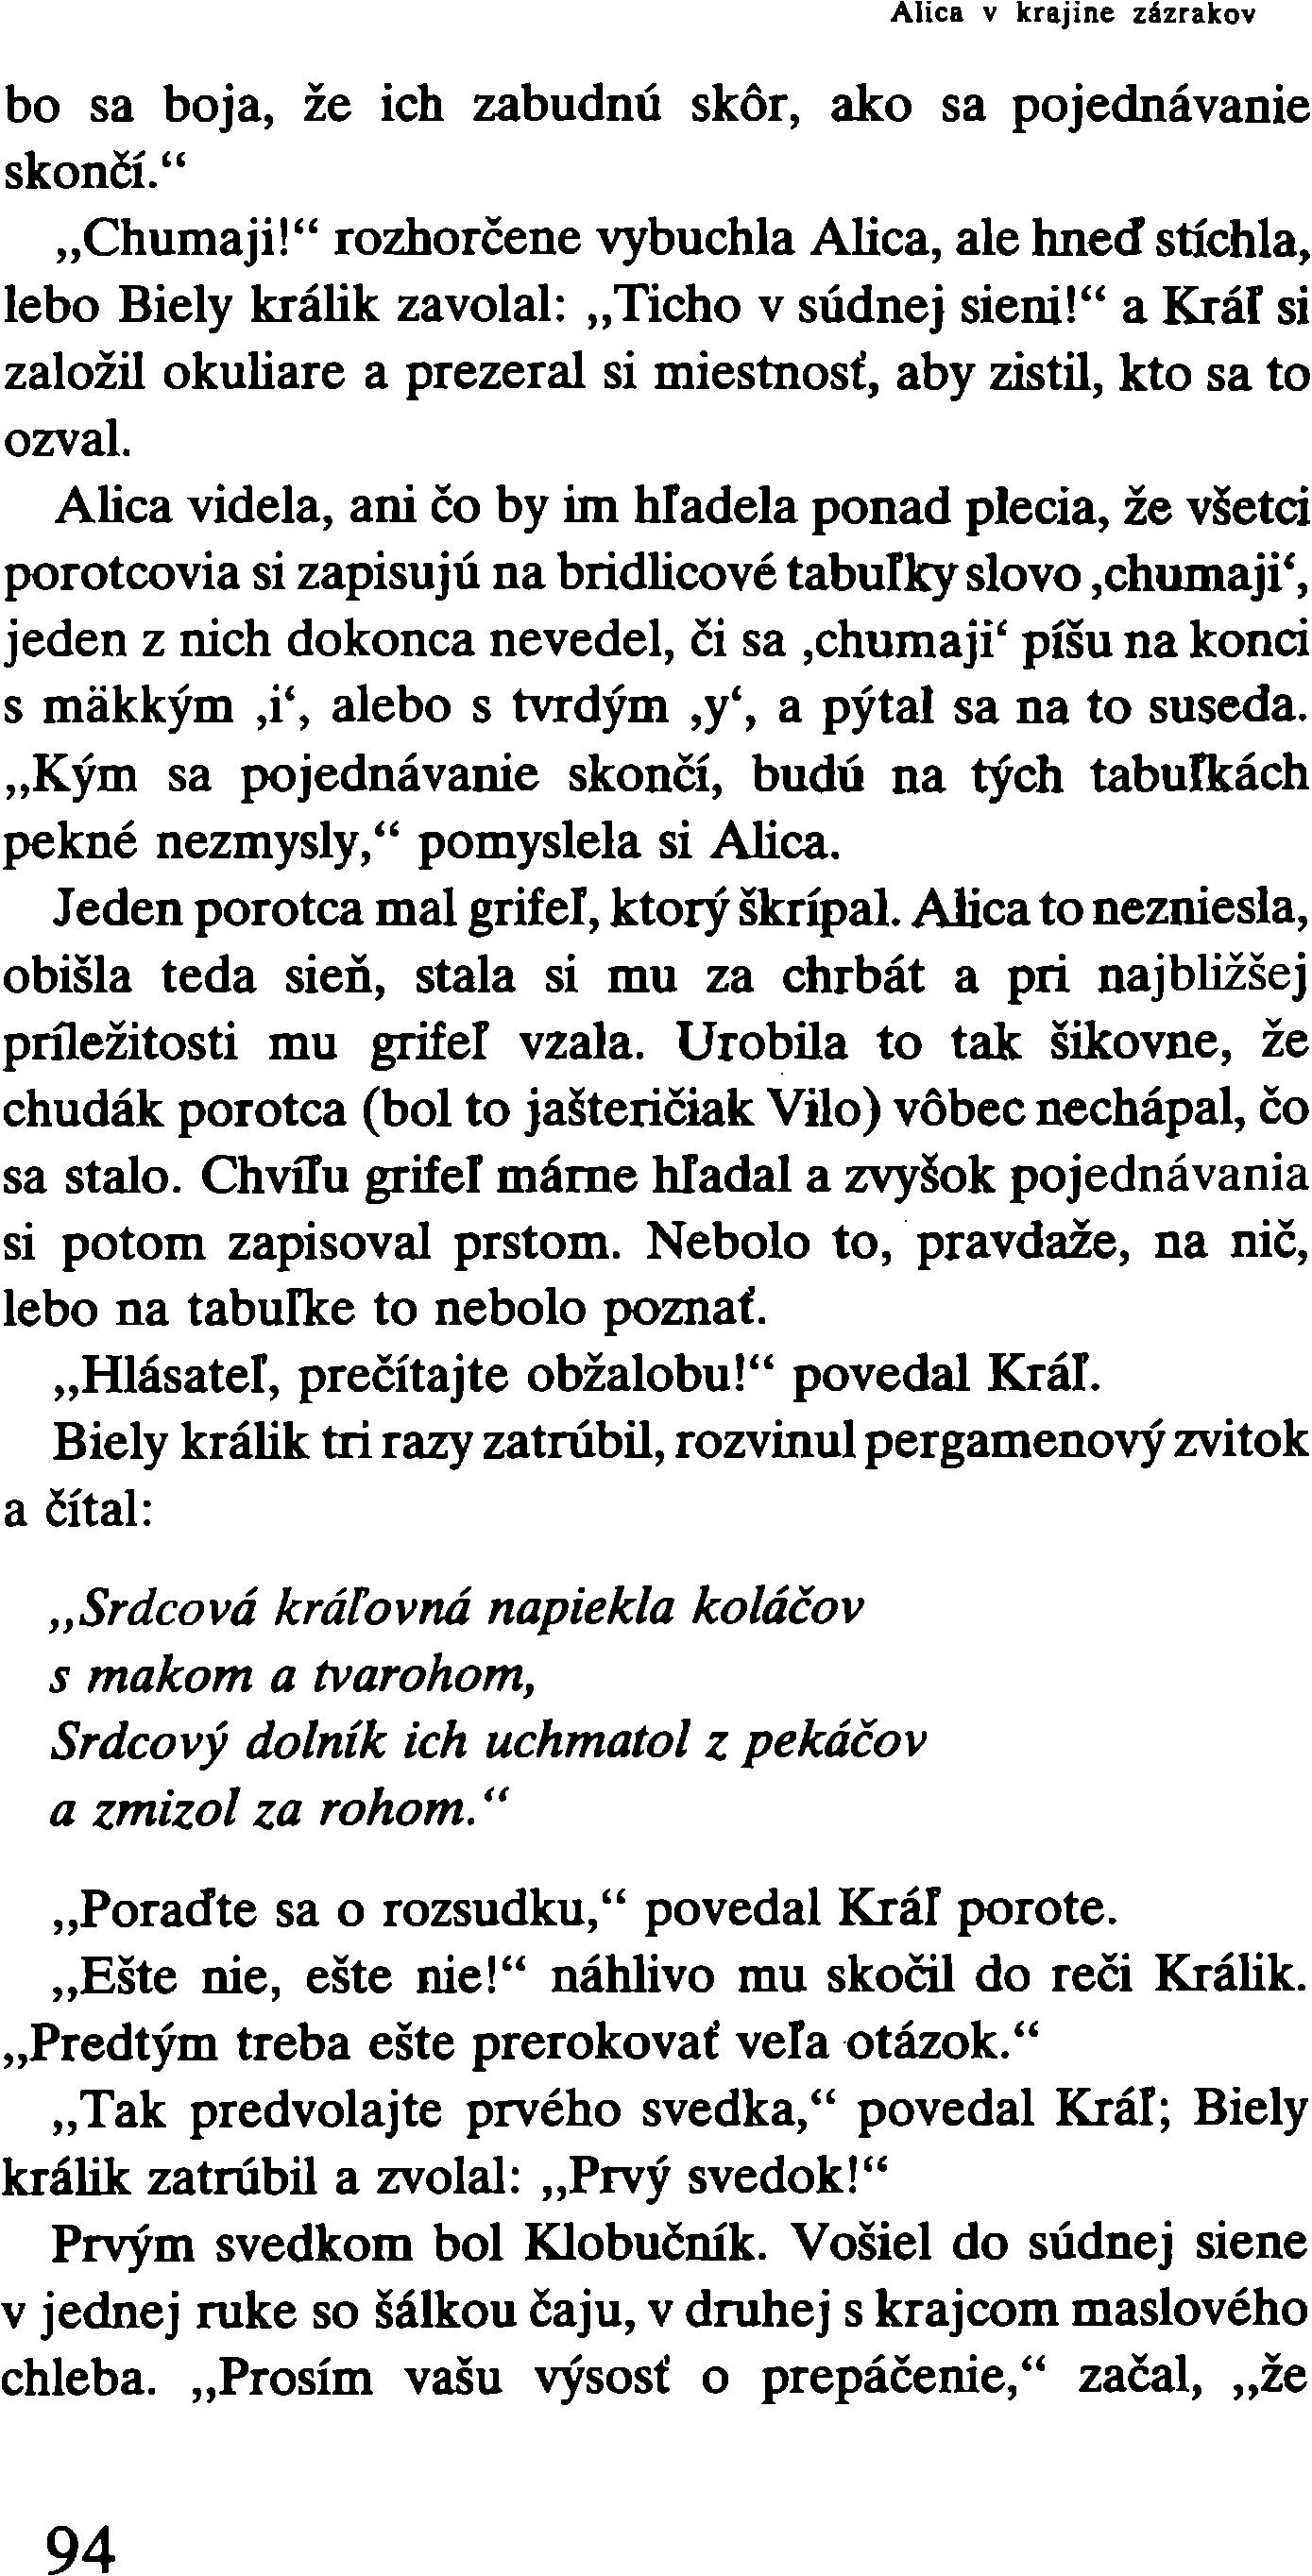 Alica v krajine zázrakov
bo sa boja, že ich zabudnú skôr, ako sa pojednávanie
skončí.“
„Chumaji!“ rozhorčene vybuchla Alica, ale hneď stíchla,
lebo Biely králik zavolal: „Ticho v súdnej sieni!“ a Kráľ si
založil okuliare a prezeral si miestnosť, aby zistil, kto sa to
ozval.
Alica videla, ani čo by im hľadela ponad plecia, že všetci
porotcovia si zapisujú na bridlicové tabuľky slovo ‚chumaji‘,
jeden z nich dokonca nevedel, či sa ‚chumaji‘ píšu na konci
s mäkkým ‚i‘, alebo s tvrdým ‚y‘, a pýtal sa na to suseda.
„Kým sa pojednávanie skončí, budú na tých tabuľkách
pekné nezmysly,“ pomyslela si Alica.
Jeden porotca mal grifeľ, ktorý škrípal. Alica to nezniesla,
obišla teda sieň, stala si mu za chrbát a pri najbližšej
príležitosti mu grifeľ vzala. Urobila to tak šikovne, že
chudák porotca (bol to jašteričiak Vilo) vôbec nechápal, čo
sa stalo. Chvíľu grifeľ márne hľadal a zvyšok pojednávania
si potom zapisoval prstom. Nebolo to, pravdaže, na nič,
lebo na tabuľke to nebolo poznať.
„Hlásateľ, prečítajte obžalobu!“ povedal Kráľ.
Biely králik tri razy zatrúbil, rozvinul pergamenový zvitok
a čítal:
„Srdcová kráľovná napiekla koláčov
s makom a tvarohom,
Srdcový dolník ich uchmatol z pekáčov
a zmizol za rohom.“
„Poraďte sa o rozsudku,“ povedal Kráľ porote.
„Ešte nie, ešte nie!“ náhlivo mu skočil do reči Králik.
„Predtým treba ešte prerokovať veľa otázok.“
„Tak predvolajte prvého svedka,“ povedal Kráľ; Biely
králik zatrúbil a zvolal: „Prvý svedok!“
Prvým svedkom bol Klobučník. Vošiel do súdnej siene
v jednej ruke so šálkou čaju, v druhej s krajcom maslového
chleba. „Prosím vašu výsosť o prepáčenie,“ začal, „že
94